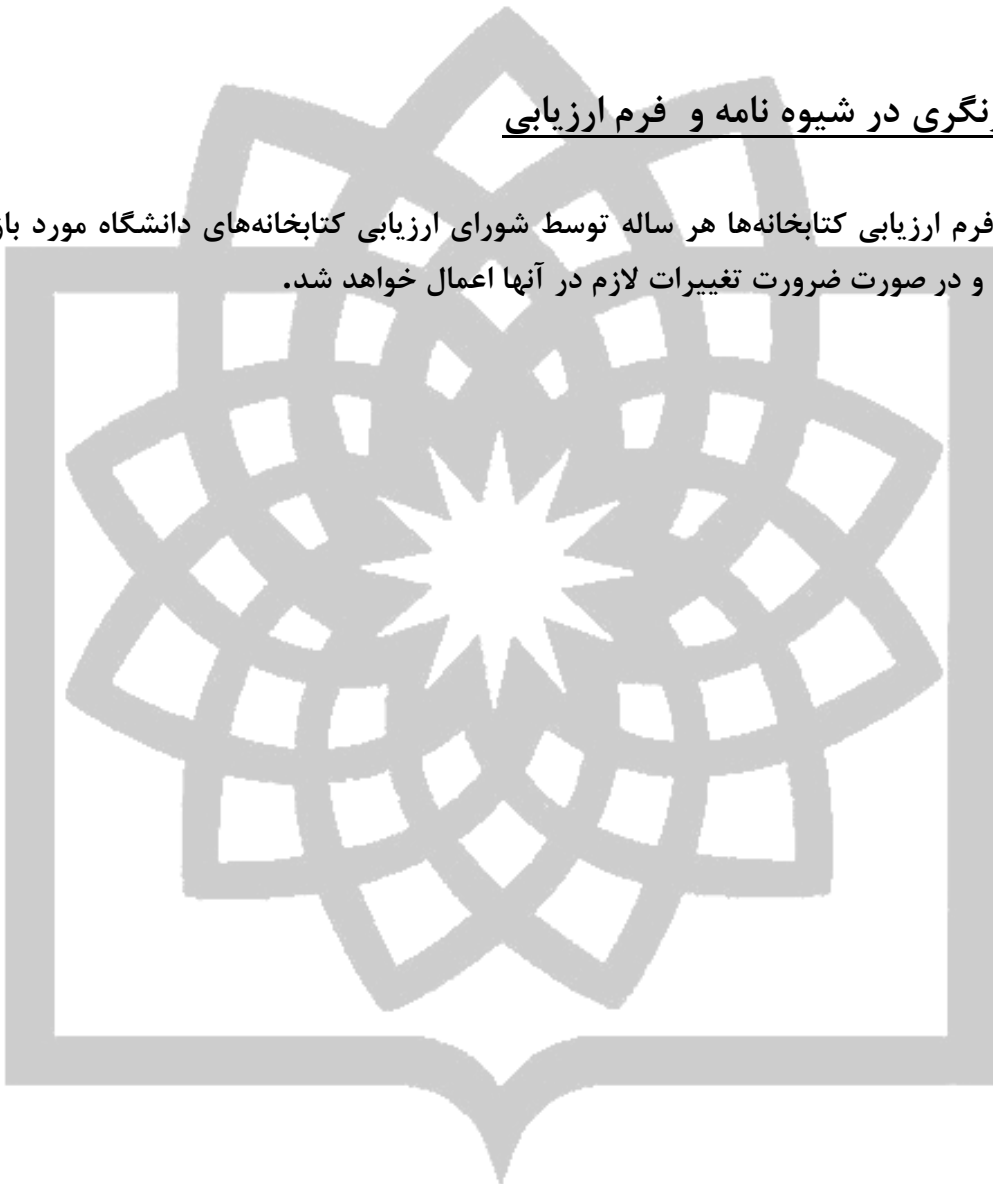 در شیوه نامه و فرم ارزیابی
فرم ارزیابی کتابخانه‌ها هر ساله توسط شورای ارزیابی کتابخانه‌های دانشگاه مورد
و در صورت ضرورت تغییرات لازم در آنها اعمال خواهد شد.